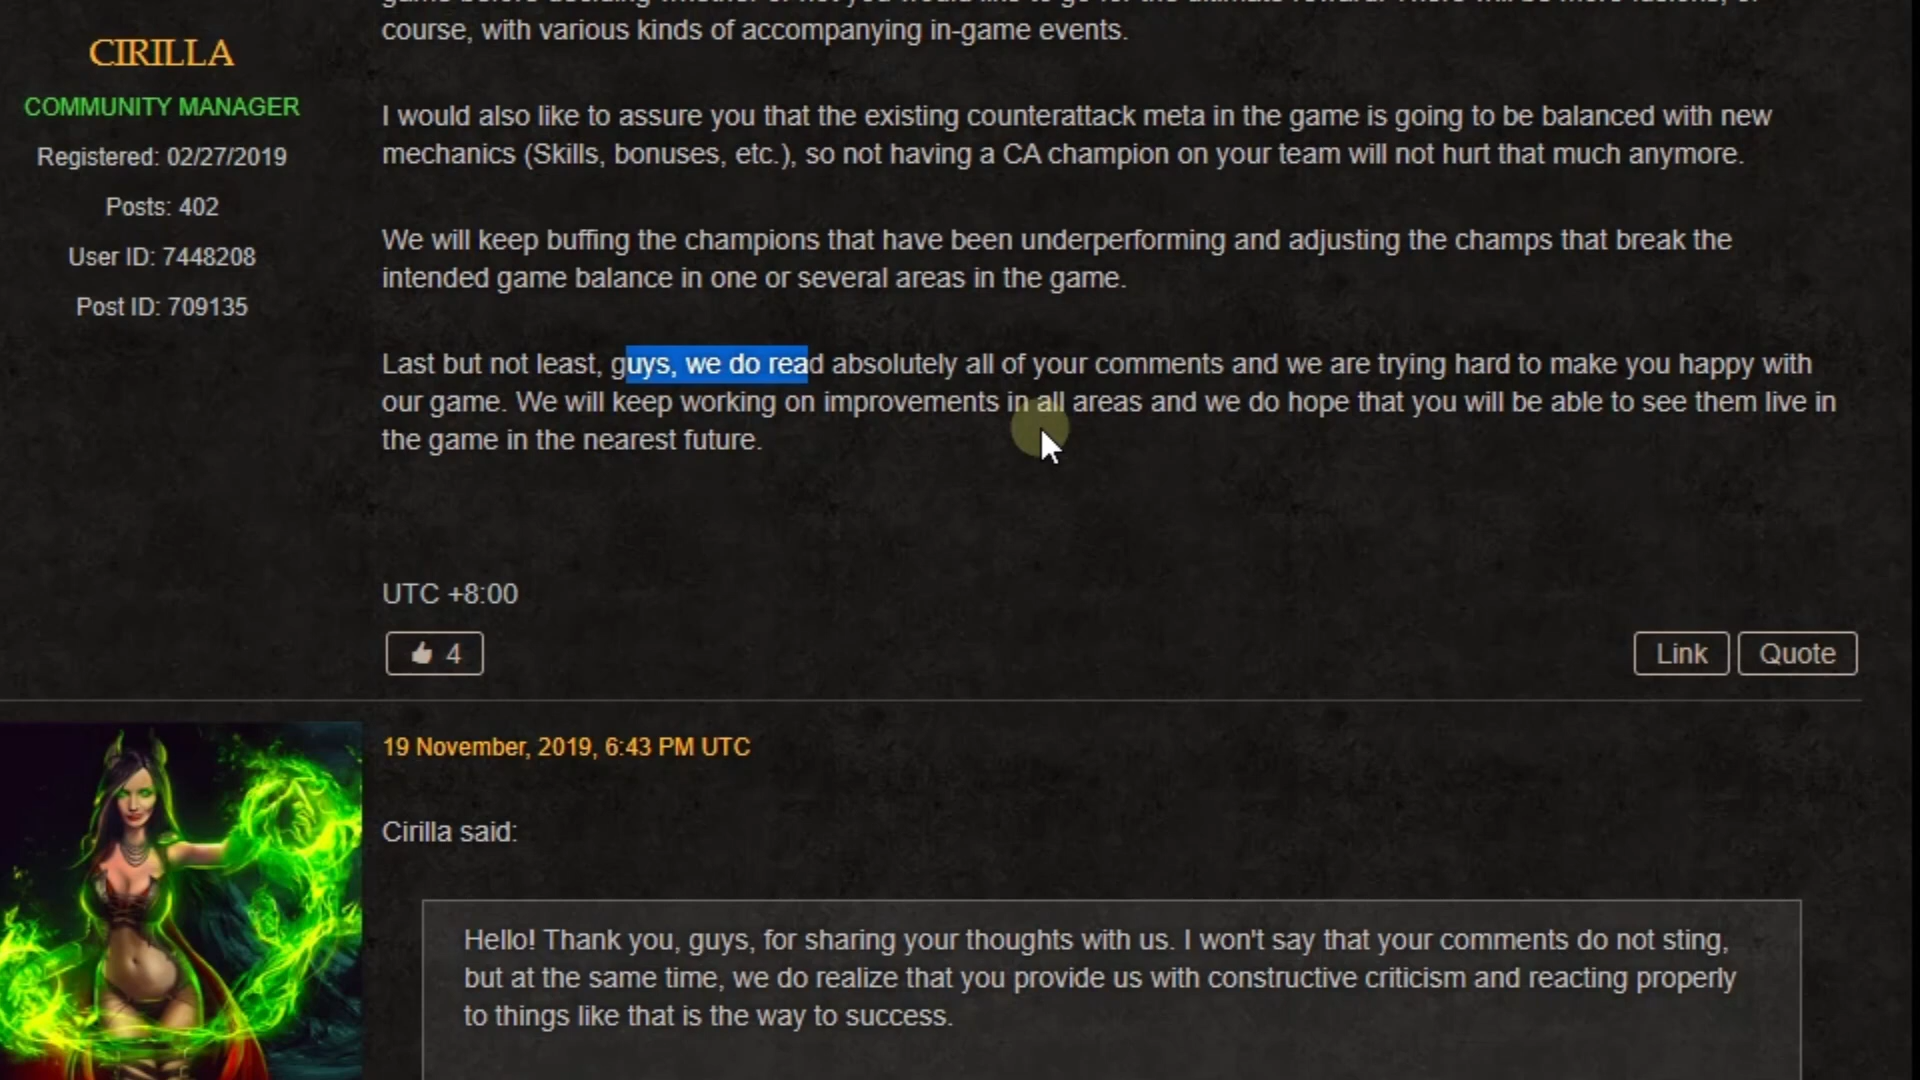 course, with various kinds of accompanying in-game events.
CIRILLA
COMMUNITY MANAGER
Registered: 02/27/2019
Posts: 402
User ID: 7448208
Post ID: 709135
I would also like to assure you that the existing counterattack meta in the game is going to be balanced with new
mechanics (Skills, bonuses, etc.), so not having a CA champion on your team will not hurt that much anymore.
We will keep buffing the champions that have been underperforming and adjusting the champs that break the
intended game balance in one or several areas in the game.
Last but not least, guys, we do read absolutely all of your comments and we are trying hard to make you happy with
our game. We will keep working on improvements in all areas and we do hope that you will be able to see them live in
the game in the nearest future.
UTC +8:00
4
Link
Quote
19 November, 2019, 6:43 PM UTC
Cirilla said:
Hello! Thank you, guys, for sharing your thoughts with us. I won't say that your comments do not sting,
but at the same time, we do realize that you provide us with constructive criticism and reacting properly
to things like that is the way to success.